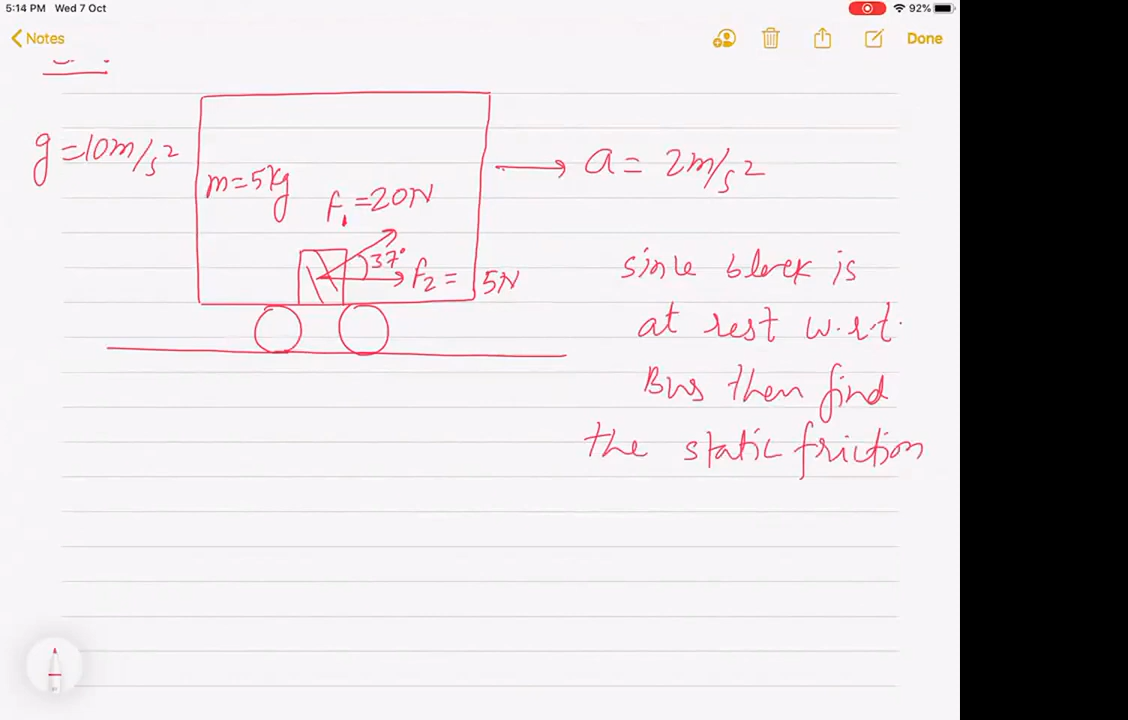 5:14 PM Wed 7 Oct
92%
Notes
Done
g=10m/s²
a = 2m/s²
m=5kg
f₁=20N
37°
f₂ = 5N
since block is
at rest w.r.t.
Bus then find
the static friction